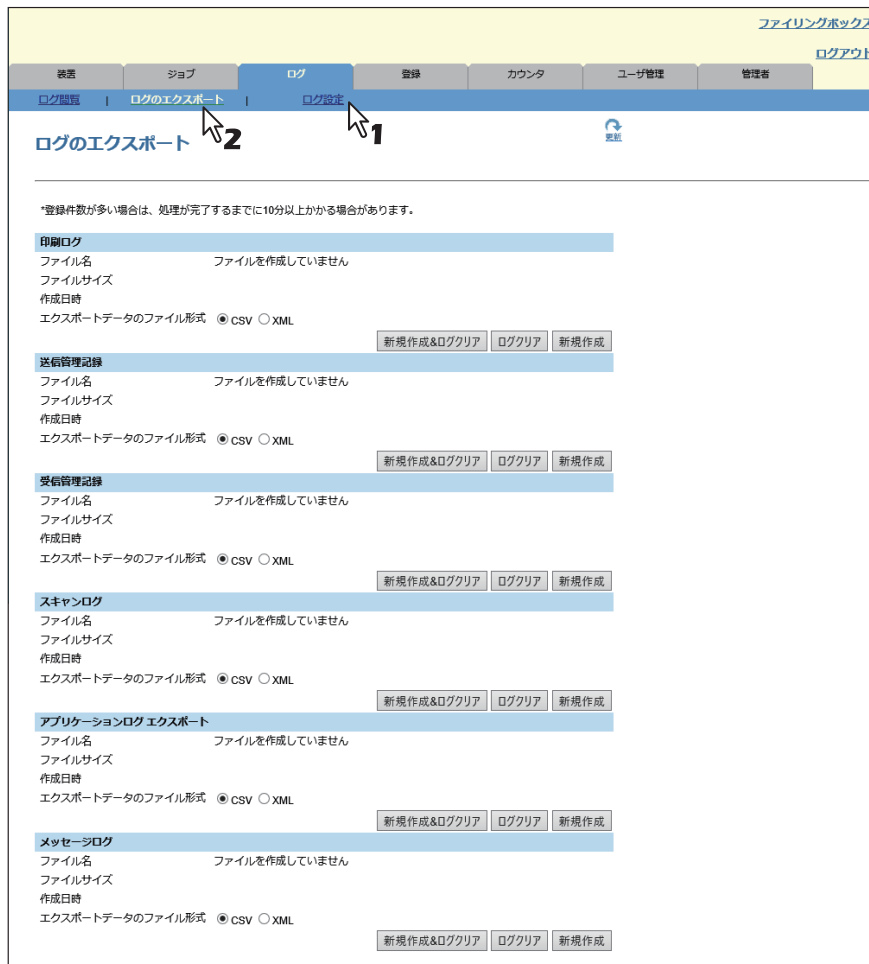 ファイリングボックス
ログアウト
装置 ジョブ ログ 登録 カウンタ ユーザ管理 管理者
ログ閲覧 | ログのエクスポート | ログ設定
ログのエクスポート 2 1 更新
*登録件数が多い場合は、処理が完了するまでに10分以上かかる場合があります。
印刷ログ
ファイル名 ファイルを作成していません
ファイルサイズ
作成日時
エクスポートデータのファイル形式 CSV XML
新規作成&ログクリア ログクリア 新規作成
送信管理記録
ファイル名 ファイルを作成していません
ファイルサイズ
作成日時
エクスポートデータのファイル形式 CSV XML
新規作成&ログクリア ログクリア 新規作成
受信管理記録
ファイル名 ファイルを作成していません
ファイルサイズ
作成日時
エクスポートデータのファイル形式 CSV XML
新規作成&ログクリア ログクリア 新規作成
スキャンログ
ファイル名 ファイルを作成していません
ファイルサイズ
作成日時
エクスポートデータのファイル形式 CSV XML
新規作成&ログクリア ログクリア 新規作成
アプリケーションログ エクスポート
ファイル名 ファイルを作成していません
ファイルサイズ
作成日時
エクスポートデータのファイル形式 CSV XML
新規作成&ログクリア ログクリア 新規作成
メッセージログ
ファイル名 ファイルを作成していません
ファイルサイズ
作成日時
エクスポートデータのファイル形式 CSV XML
新規作成&ログクリア ログクリア 新規作成